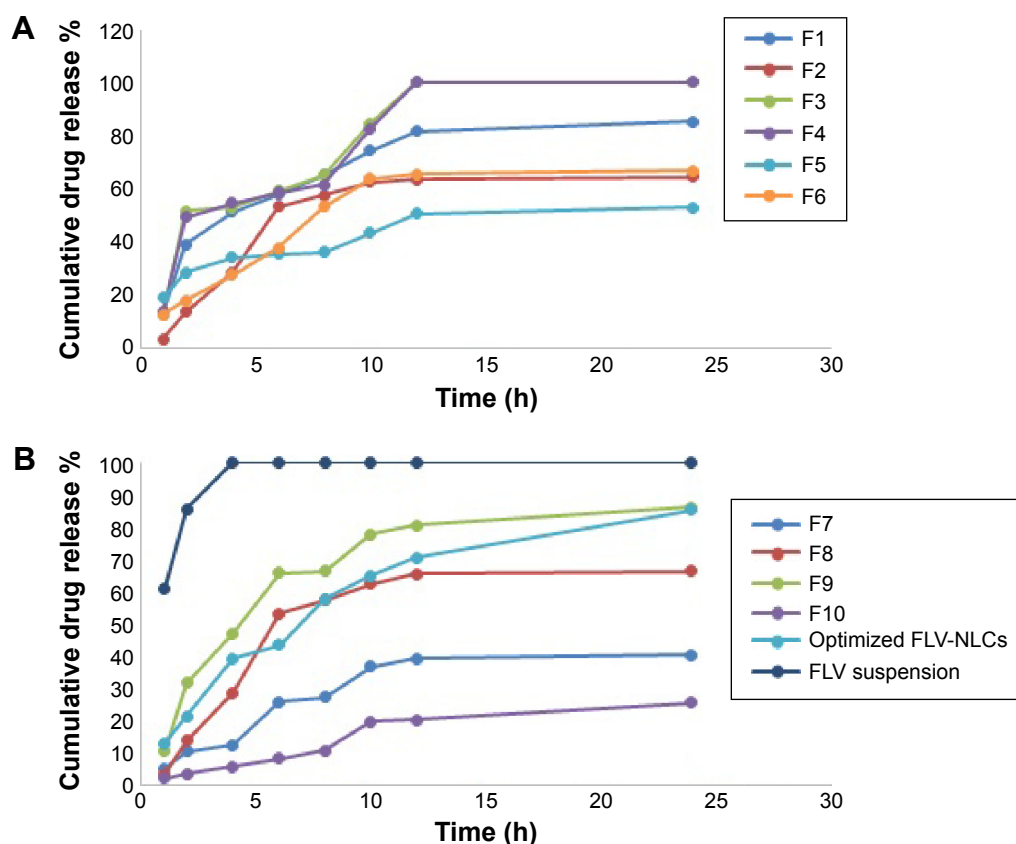 A
Cumulative drug release %
120
100
80
60
40
20
0
0 5 10 15 20 25 30
Time (h)
F1
F2
F3
F4
F5
F6
B
Cumulative drug release %
100
90
80
70
60
50
40
30
20
10
0
0 5 10 15 20 25 30
Time (h)
F7
F8
F9
F10
Optimized FLV-NLCs
FLV suspension